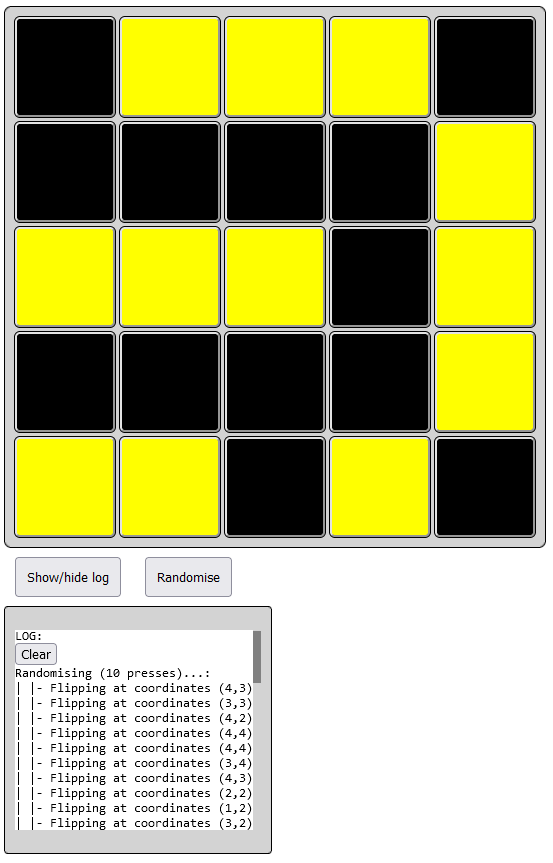 Show/hide log
Randomise
LOG:
Clear
Randomising (10 presses)...:
| |- Flipping at coordinates (4,3)
| |- Flipping at coordinates (3,3)
| |- Flipping at coordinates (4,2)
| |- Flipping at coordinates (4,4)
| |- Flipping at coordinates (4,4)
| |- Flipping at coordinates (3,4)
| |- Flipping at coordinates (4,3)
| |- Flipping at coordinates (2,2)
| |- Flipping at coordinates (1,2)
| |- Flipping at coordinates (3,2)